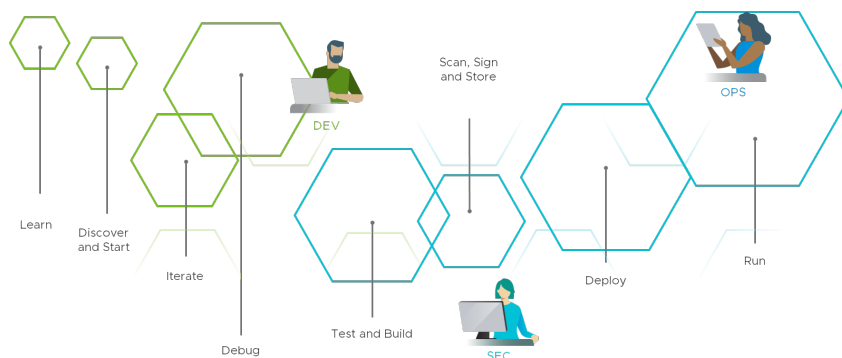 Learn
Discover
and Start
Iterate
Debug
DEV
Test and Build
Scan, Sign
and Store
SEC
Deploy
OPS
Run